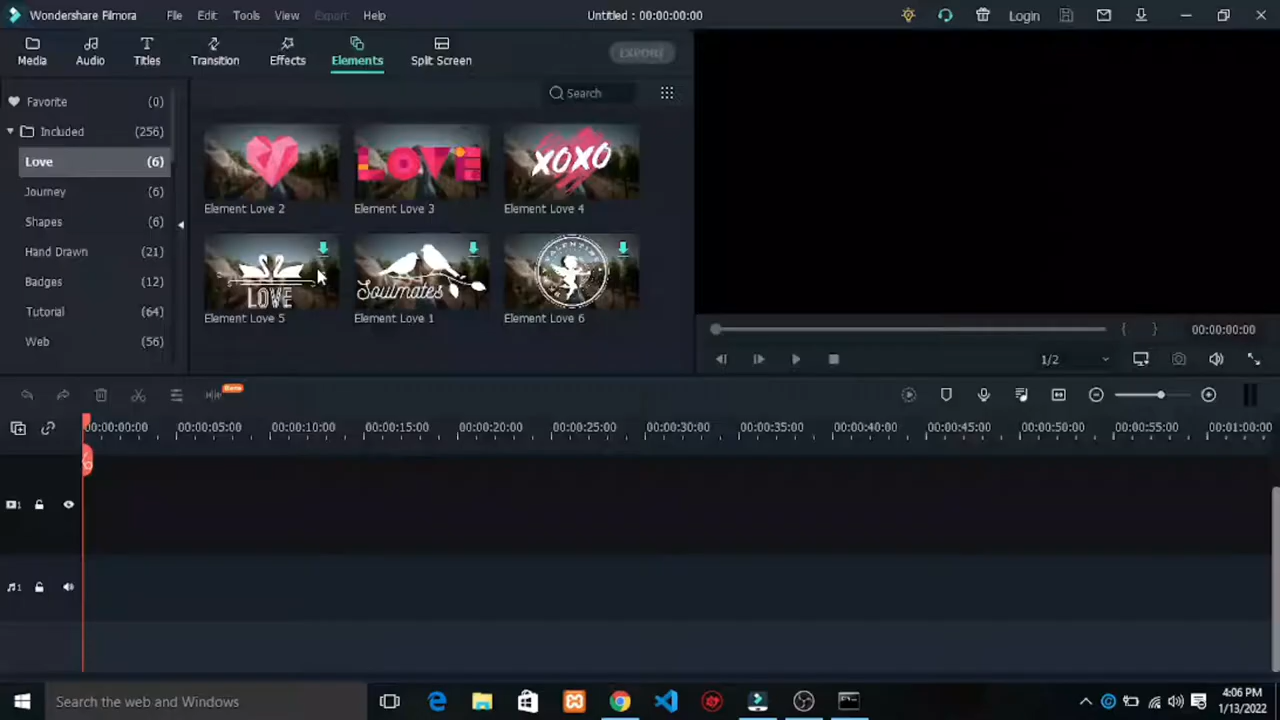 Wondershare Filmora File Edit Tools View Export Help Untitled : 00:00:00:00 Login
Media Audio Titles Transition Effects Elements Split Screen EXPORT
Favorite (0)
Search
Included (256)
Love (6)
Journey (6)
Shapes (6)
Hand Drawn (21)
Badges (12)
Tutorial (64)
Web (56)
LOVE
XOXO
Element Love 2 Element Love 3 Element Love 4
VALENTINE
LOVE
Soulmates
Element Love 5 Element Love 1 Element Love 6
{ } 00:00:00:00
1/2
Beta
00:00:00:00 00:00:05:00 00:00:10:00 00:00:15:00 00:00:20:00 00:00:25:00 00:00:30:00 00:00:35:00 00:00:40:00 00:00:45:00 00:00:50:00 00:00:55:00 00:01:00:00
1
1
Search the web and Windows
4:06 PM
1/13/2022